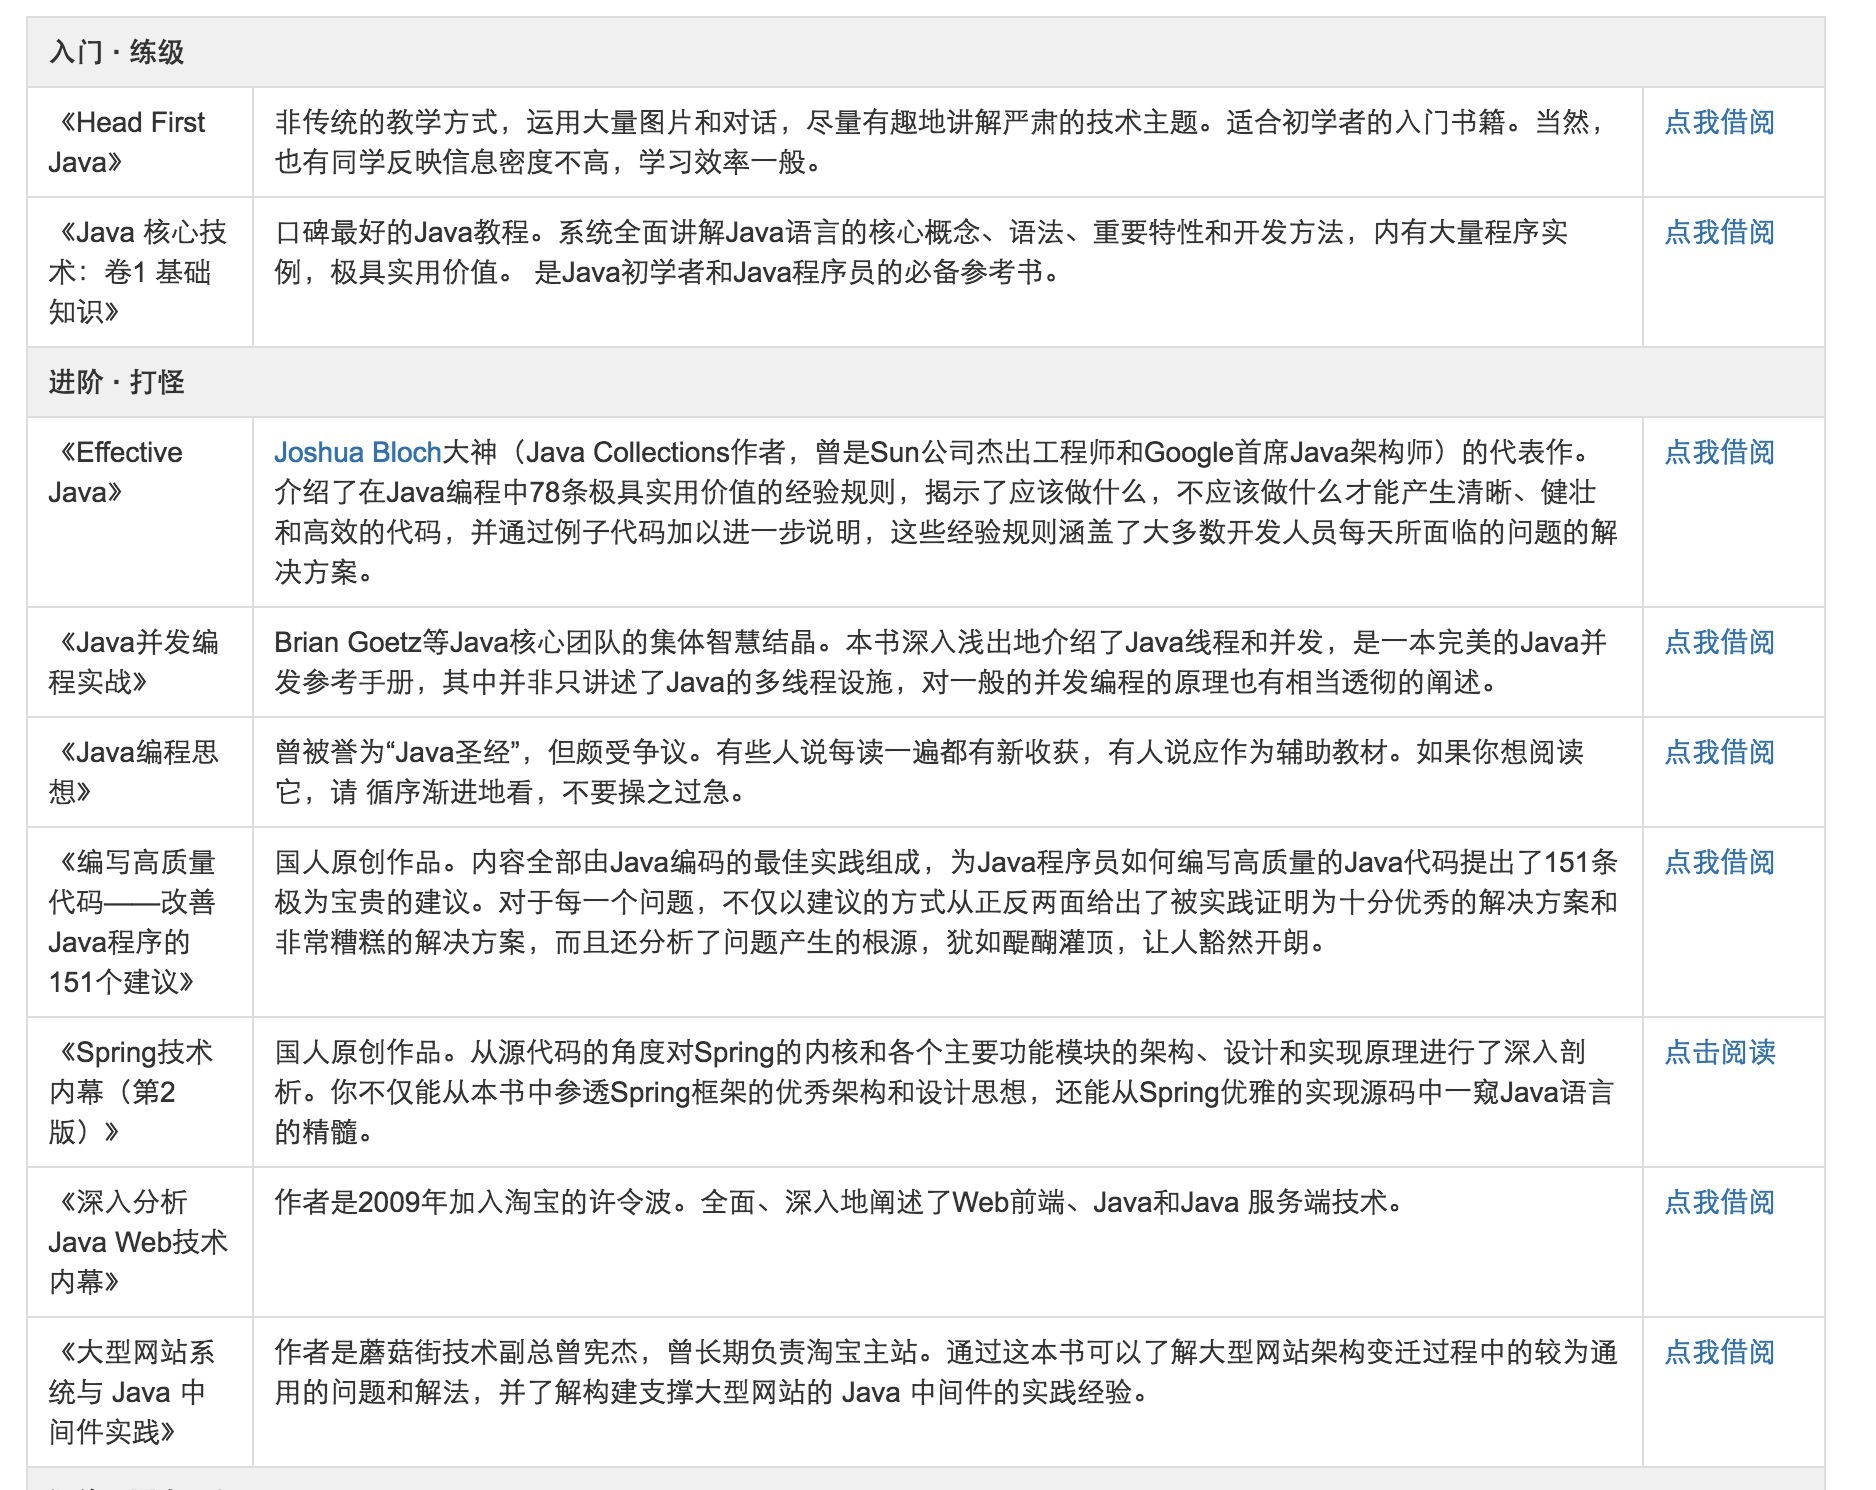 入门 · 练级
《Head First
Java》
非传统的教学方式，运用大量图片和对话，尽量有趣地讲解严肃的技术主题。适合初学者的入门书籍。当然，
也有同学反映信息密度不高，学习效率一般。
点我借阅
《Java 核心技
术：卷1 基础
知识》
口碑最好的Java教程。系统全面讲解Java语言的核心概念、语法、重要特性和开发方法，内有大量程序实
例，极具实用价值。 是Java初学者和Java程序员的必备参考书。
点我借阅
进阶 · 打怪
《Effective
Java》
Joshua Bloch大神（Java Collections作者，曾是Sun公司杰出工程师和Google首席Java架构师）的代表作。
介绍了在Java编程中78条极具实用价值的经验规则，揭示了应该做什么，不应该做什么才能产生清晰、健壮
和高效的代码，并通过例子代码加以进一步说明，这些经验规则涵盖了大多数开发人员每天所面临的问题的解
决方案。
点我借阅
《Java并发编
程实战》
Brian Goetz等Java核心团队的集体智慧结晶。本书深入浅出地介绍了Java线程和并发，是一本完美的Java并
发参考手册，其中并非只讲述了Java的多线程设施，对一般的并发编程的原理也有相当透彻的阐述。
点我借阅
《Java编程思
想》
曾被誉为“Java圣经”，但颇受争议。有些人说每读一遍都有新收获，有人说应作为辅助教材。如果你想阅读
它，请 循序渐进地看，不要操之过急。
点我借阅
《编写高质量
代码——改善
Java程序的
151个建议》
国人原创作品。内容全部由Java编码的最佳实践组成，为Java程序员如何编写高质量的Java代码提出了151条
极为宝贵的建议。对于每一个问题，不仅以建议的方式从正反两面给出了被实践证明为十分优秀的解决方案和
非常糟糕的解决方案，而且还分析了问题产生的根源，犹如醍醐灌顶，让人豁然开朗。
点我借阅
《Spring技术
内幕（第2
版）》
国人原创作品。从源代码的角度对Spring的内核和各个主要功能模块的架构、设计和实现原理进行了深入剖
析。你不仅能从本书中参透Spring框架的优秀架构和设计思想，还能从Spring优雅的实现源码中一窥Java语言
的精髓。
点击阅读
《深入分析
Java Web技术
内幕》
作者是2009年加入淘宝的许令波。全面、深入地阐述了Web前端、Java和Java 服务端技术。
点我借阅
《大型网站系
统与 Java 中
间件实践》
作者是蘑菇街技术副总曾宪杰，曾长期负责淘宝主站。通过这本书可以了解大型网站架构变迁过程中的较为通
用的问题和解法，并了解构建支撑大型网站的 Java 中间件的实践经验。
点我借阅